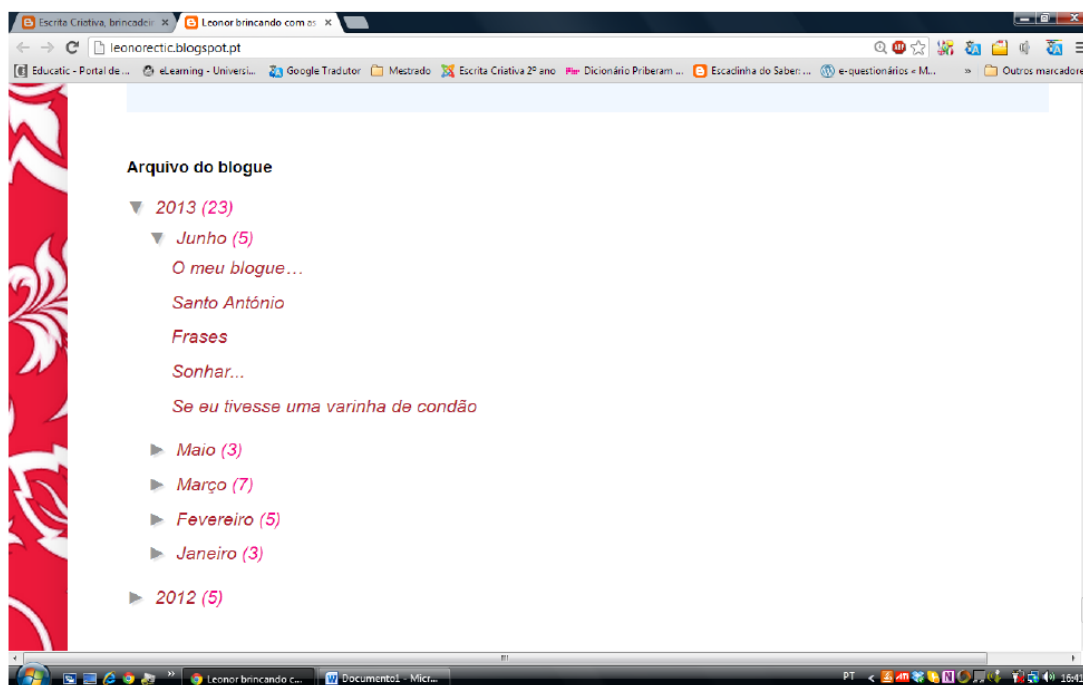 Escrita Criativa, brincadeir × Leonor brincando com as ×
leonorectic.blogspot.pt
Educatic - Portal de ... eLearning - Universi... Google Tradutor Mestrado Escrita Criativa 2º ano Dicionário Priberam ... Escadinha do Saber: ... e-questionários « M... » Outros marcadore
Arquivo do blogue
▼ 2013 (23)
▼ Junho (5)
O meu blogue...
Santo António
Frases
Sonhar...
Se eu tivesse uma varinha de condão
► Maio (3)
► Março (7)
► Fevereiro (5)
► Janeiro (3)
► 2012 (5)
» Leonor brincando c... Documento1 - Micr... PT < 16:41